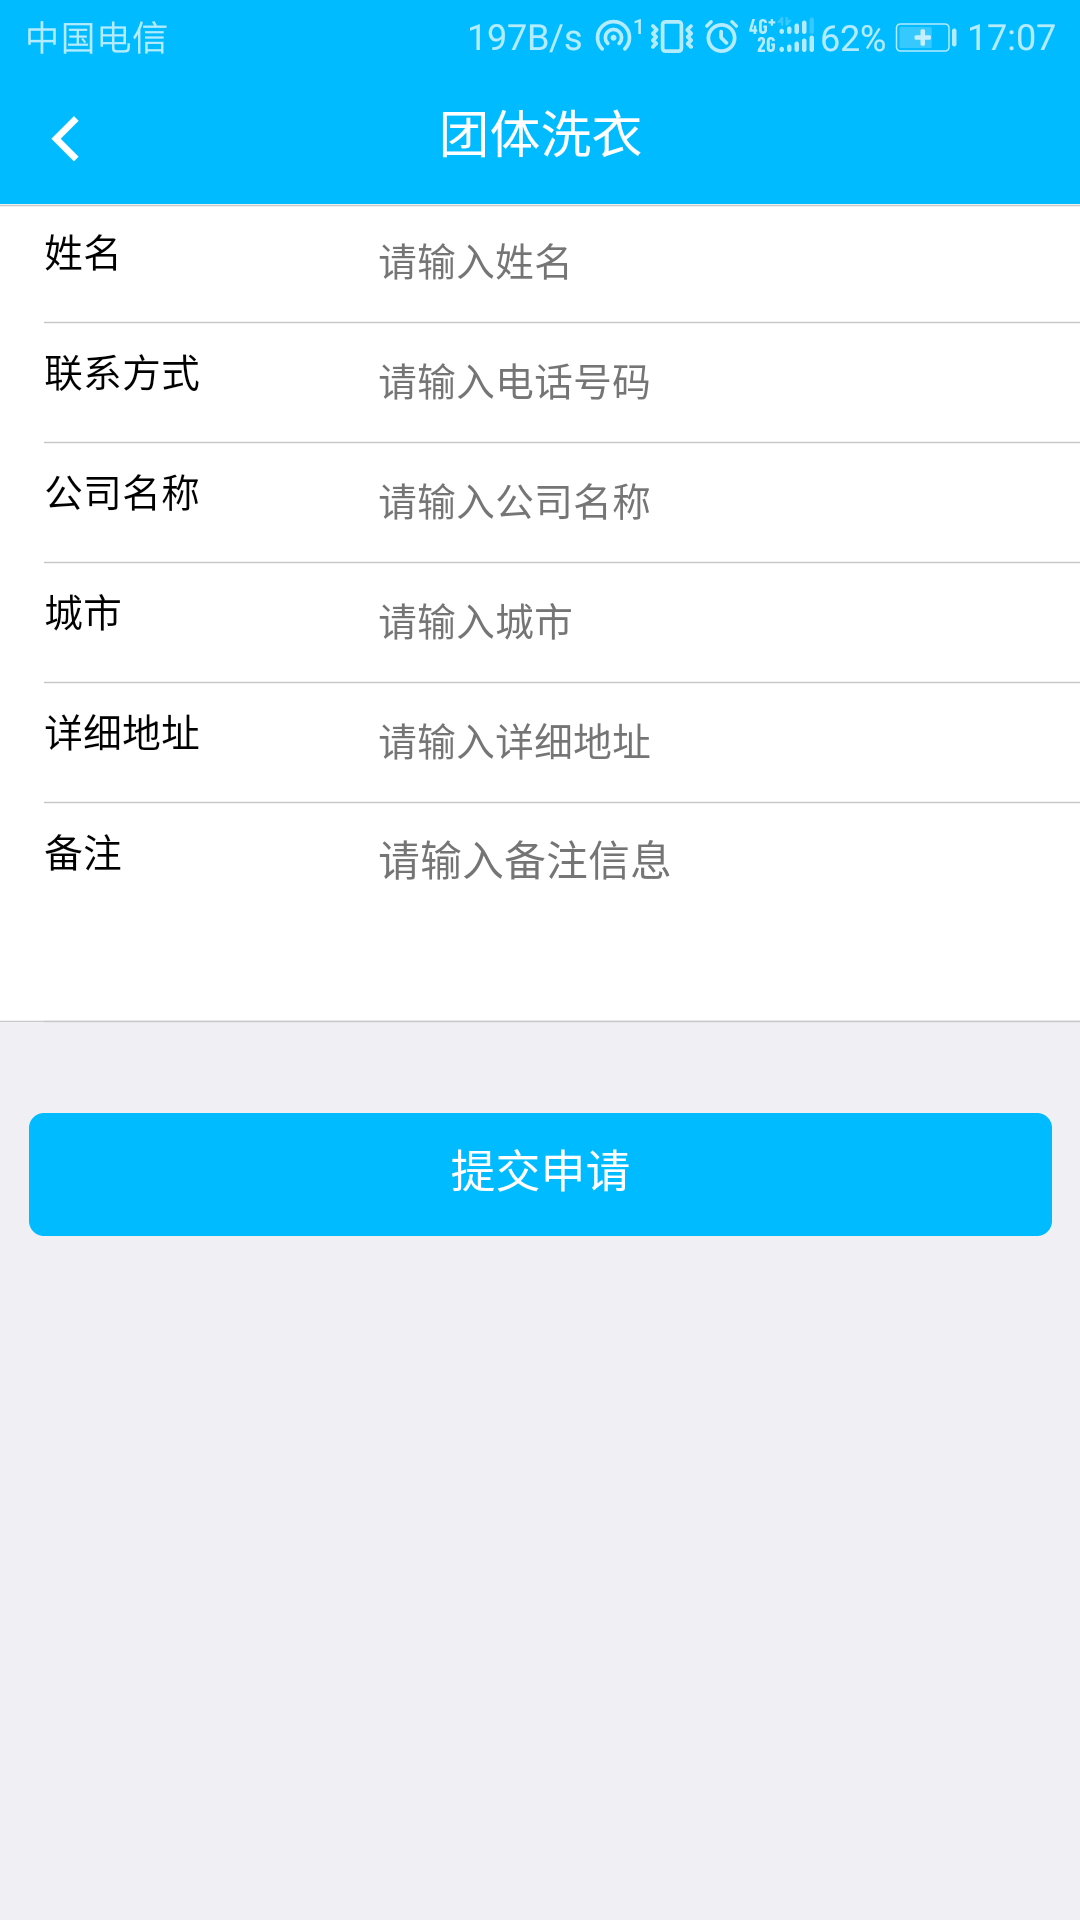 中国电信 197B/s 1 4G+ 2G 62% 17:07
团体洗衣
姓名 请输入姓名
联系方式 请输入电话号码
公司名称 请输入公司名称
城市 请输入城市
详细地址 请输入详细地址
备注 请输入备注信息
提交申请